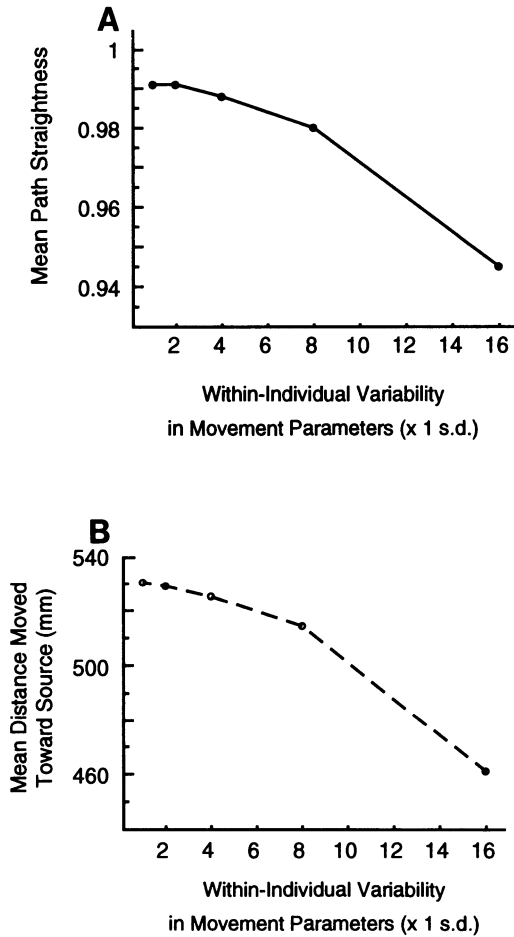 A
Mean Path Straightness
1
0.98
0.96
0.94
2 4 6 8 10 12 14 16
Within-Individual Variability
in Movement Parameters (x 1 s.d.)
B
Mean Distance Moved
Toward Source (mm)
540
500
460
2 4 6 8 10 12 14 16
Within-Individual Variability
in Movement Parameters (x 1 s.d.)